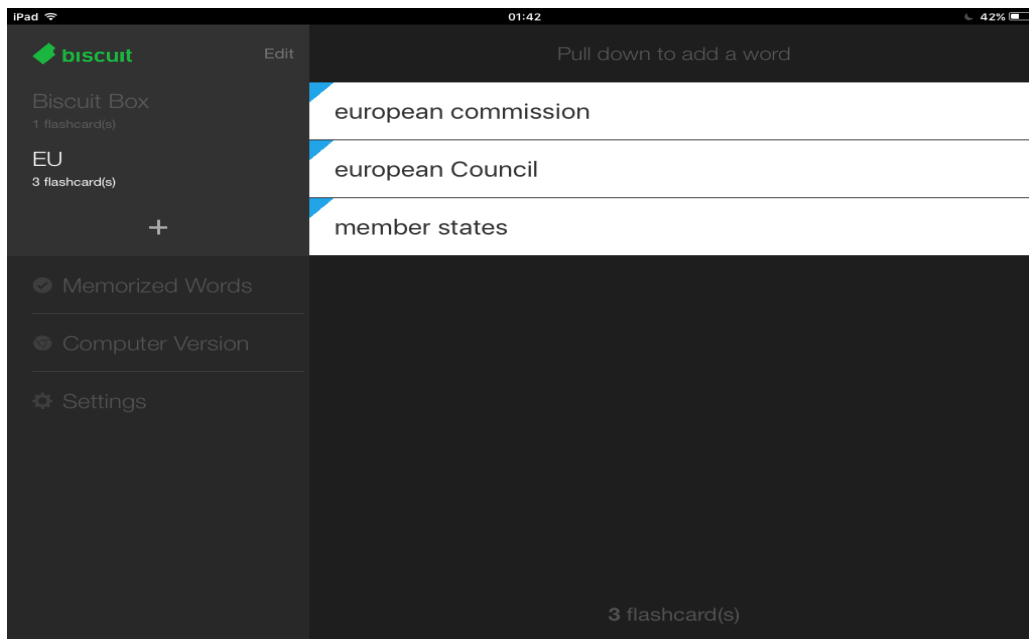 iPad 01:42 42%
biscuit Edit
Biscuit Box
1 flashcard(s)
EU
3 flashcard(s)
+
Memorized Words
Computer Version
Settings
Pull down to add a word
european commission
european Council
member states
3 flashcard(s)